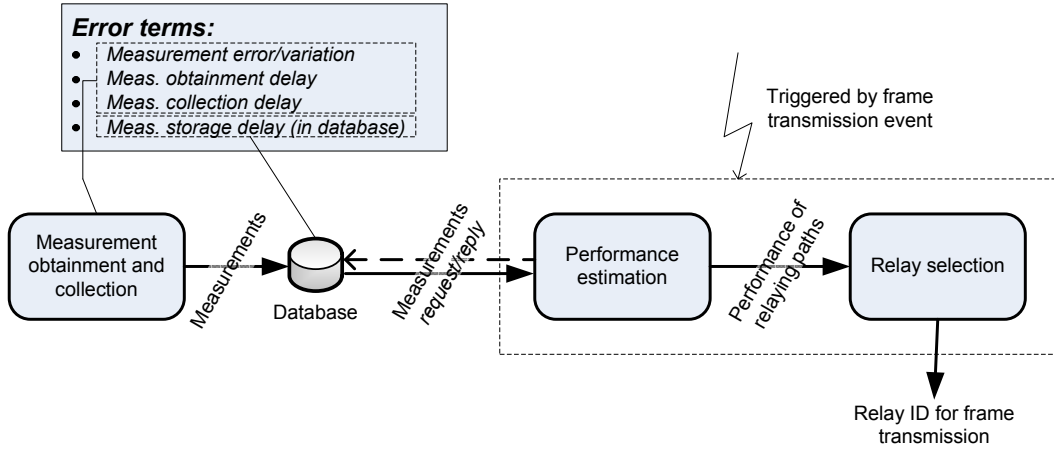 Error terms:
• Measurement error/variation
• Meas. obtainment delay
• Meas. collection delay
• Meas. storage delay (in database)
Triggered by frame
transmission event
Measurement
obtainment and
collection
Measurements
Database
Measurements
request/reply
Performance
estimation
Performance of
relaying paths
Relay selection
Relay ID for frame
transmission